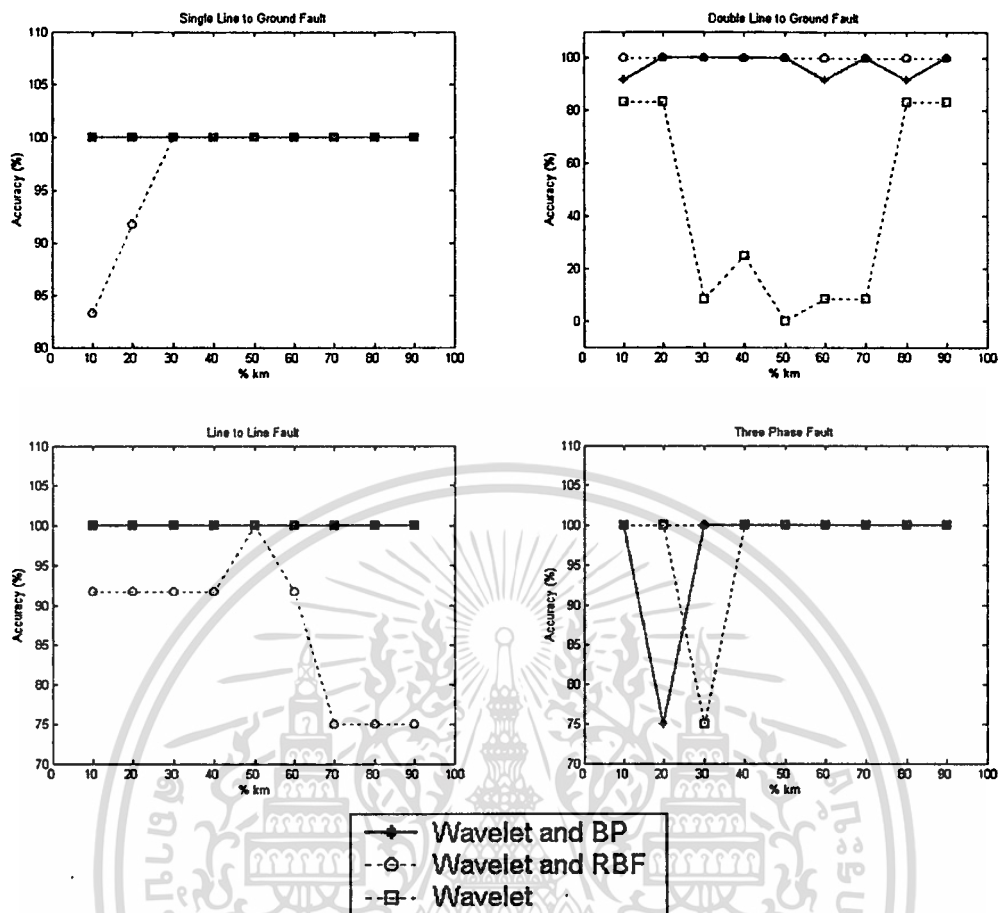 Single Line to Ground Fault
110
105
100
95
90
85
80
Accuracy (%)
0 10 20 30 40 50 60 70 80 90 100
% km
Double Line to Ground Fault
100
80
60
40
20
0
Accuracy (%)
0 10 20 30 40 50 60 70 80 90 100
% km
Line to Line Fault
110
105
100
95
90
85
80
75
70
Accuracy (%)
0 10 20 30 40 50 60 70 80 90 100
% km
Three Phase Fault
110
105
100
95
90
85
80
75
70
Accuracy (%)
0 10 20 30 40 50 60 70 80 90 100
% km
Wavelet and BP
Wavelet and RBF
Wavelet